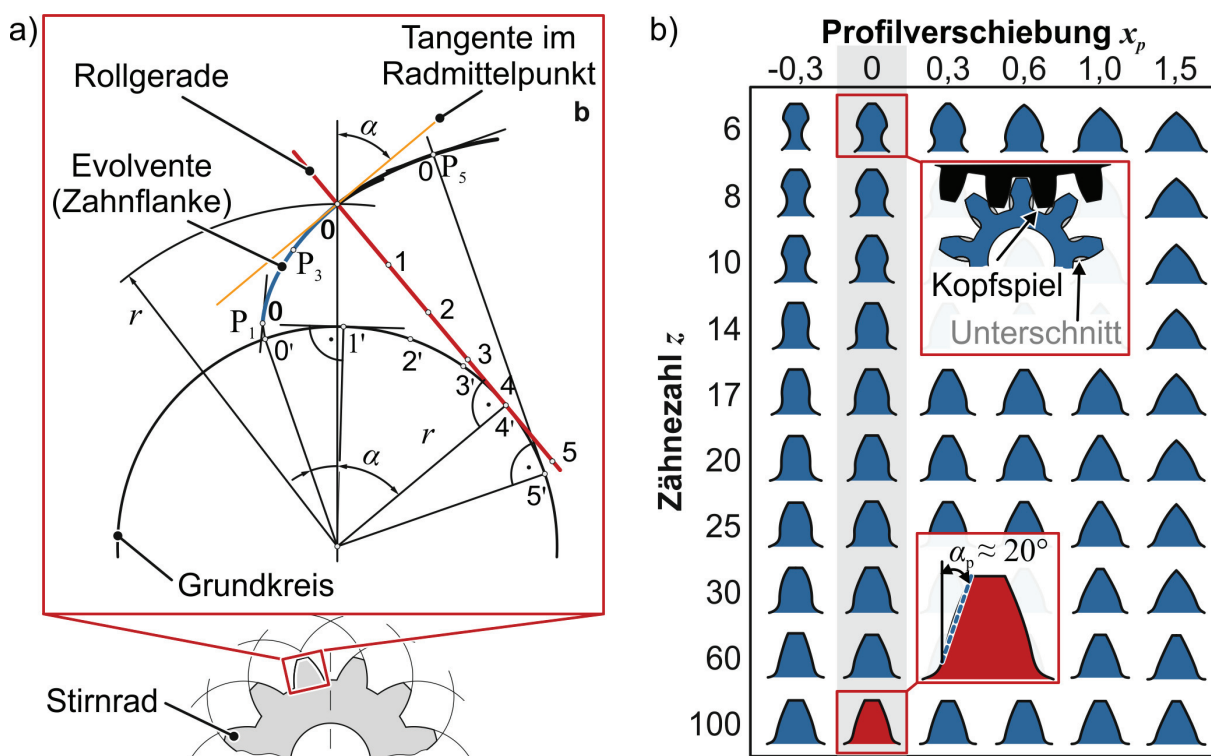 a)
Tangente im
Radmittelpunkt
Rollgerade
b
α
Evolvente
(Zahnflanke)
0
P5
0
P3
1
r
0
2
P1
0'
1'
2'
3
3'
4
4'
r
α
5
5'
Grundkreis
Stirnrad
b)
Profilverschiebung xp
-0,3 0 0,3 0,6 1,0 1,5
Zähnezahl z
6
8
10
Kopfspiel
Unterschnitt
14
17
20
25
αp ≈ 20°
30
60
100